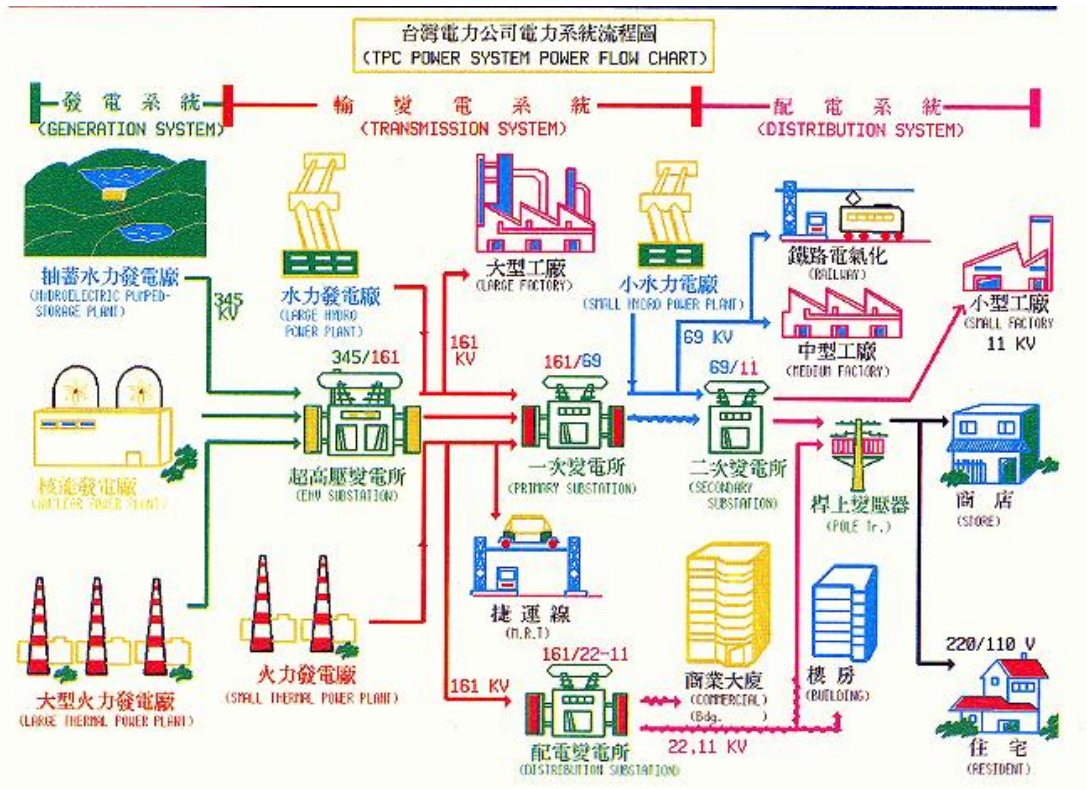 台灣電力公司電力系統流程圖
(TPC POWER SYSTEM POWER FLOW CHART)
發電系統
(GENERATION SYSTEM)
輸變電系統
(TRANSMISSION SYSTEM)
配電系統
(DISTRIBUTION SYSTEM)
抽蓄水力發電廠
(HYDROELECTRIC PUMPED-
STORAGE PLANT)
345
KV
水力發電廠
(LARGE HYDRO
POWER PLANT)
大型工廠
(LARGE FACTORY)
161
KV
小水力電廠
(SMALL HYDRO POWER PLANT)
69 KV
鐵路電氣化
(RAILWAY)
中型工廠
(MEDIUM FACTORY)
小型工廠
(SMALL FACTORY
11 KV
345/161
超高壓變電所
(EHV SUBSTATION)
161/69
一次變電所
(PRIMARY SUBSTATION)
69/11
二次變電所
(SECONDARY
SUBSTATION)
桿上變壓器
(POLE Tr.)
商店
(STORE)
核能發電廠
(NUCLEAR POWER PLANT)
捷運線
(M.R.T)
大型火力發電廠
(LARGE THERMAL POWER PLANT)
火力發電廠
(SMALL THERMAL POWER PLANT)
161 KV
161/22-11
配電變電所
(DISTRIBUTION SUBSTATION)
商業大廈
(COMMERCIAL)
(Bdg. )
22,11 KV
樓房
(BUILDING)
220/110 V
住宅
(RESIDENT)